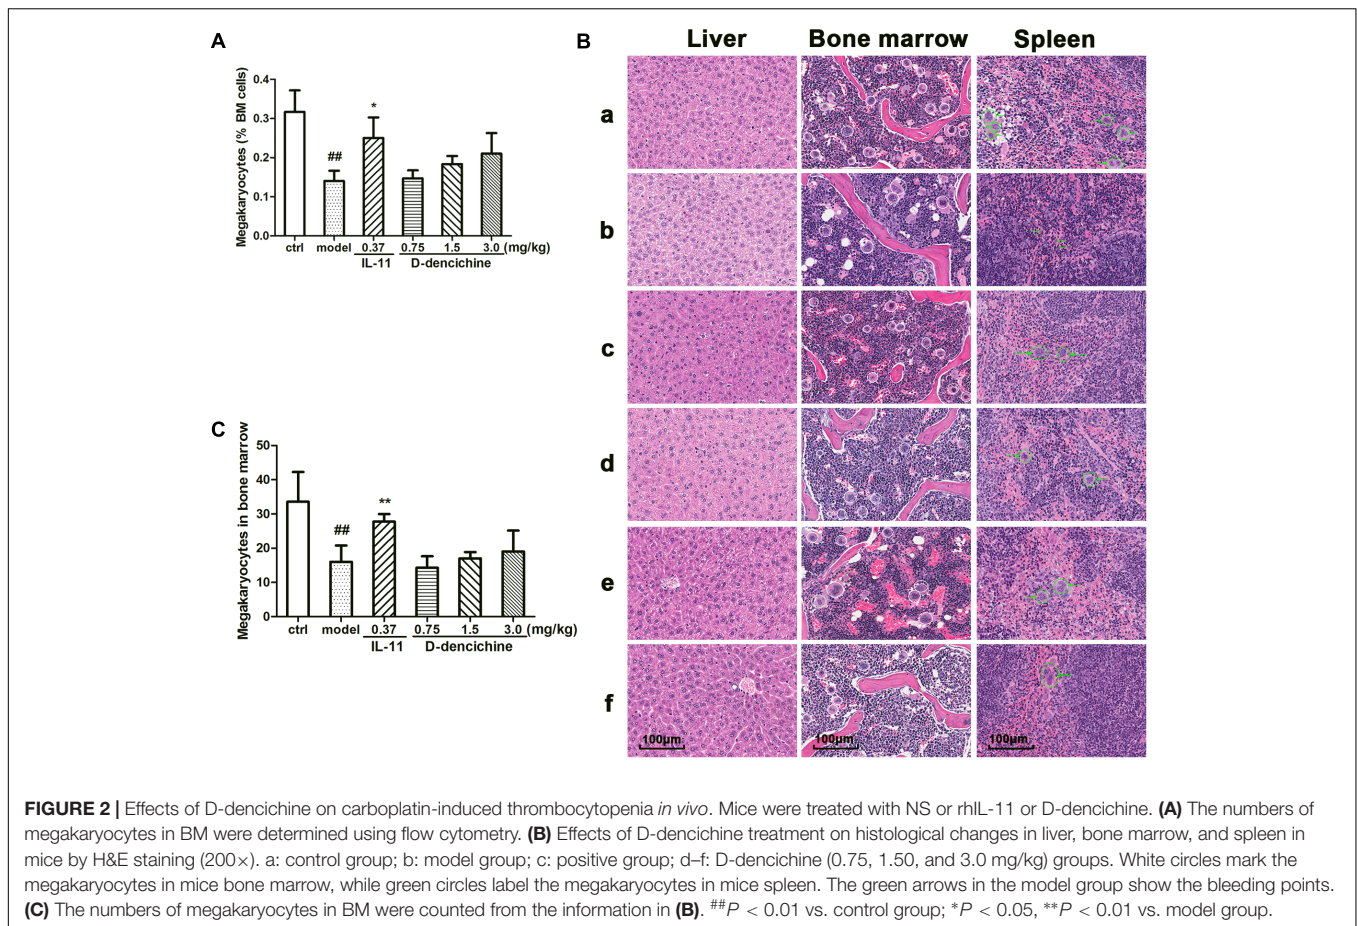 A
Megakaryocytes (% BM cells)
0.4
0.3
0.2
0.1
0.0
##
*
ctrl model 0.37 0.75 1.5 3.0 (mg/kg)
IL-11 D-dencichine
B
Liver Bone marrow Spleen
a
b
c
d
e
f
100μm 100μm 100μm
C
Megakaryocytes in bone marrow
50
40
30
20
10
0
##
**
ctrl model 0.37 0.75 1.5 3.0 (mg/kg)
IL-11 D-dencichine
FIGURE 2 | Effects of D-dencichine on carboplatin-induced thrombocytopenia in vivo. Mice were treated with NS or rhIL-11 or D-dencichine. (A) The numbers of
megakaryocytes in BM were determined using flow cytometry. (B) Effects of D-dencichine treatment on histological changes in liver, bone marrow, and spleen in
mice by H&E staining (200×). a: control group; b: model group; c: positive group; d–f: D-dencichine (0.75, 1.50, and 3.0 mg/kg) groups. White circles mark the
megakaryocytes in mice bone marrow, while green circles label the megakaryocytes in mice spleen. The green arrows in the model group show the bleeding points.
(C) The numbers of megakaryocytes in BM were counted from the information in (B). ##P < 0.01 vs. control group; *P < 0.05, **P < 0.01 vs. model group.